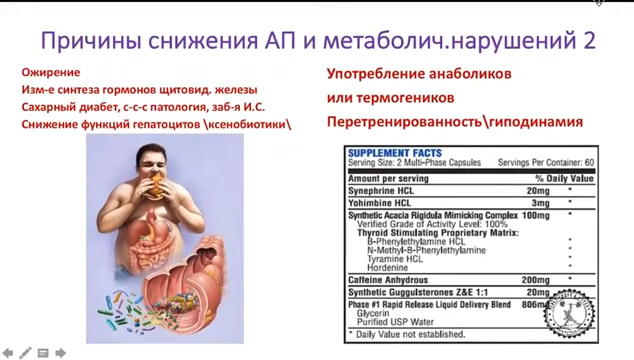 Причины снижения АП и метаболич.нарушений 2
Ожирение
Изм-е синтеза гормонов щитовид. железы
Сахарный диабет, с-с-с патология, заб-я И.С.
Снижение функций гепатоцитов \ксенобиотики\
Употребление анаболиков
или термогеников
Перетренированность\гиподинамия
SUPPLEMENT FACTS
Serving Size: 2 Multi-Phase Capsules Servings Per Container: 60
Amount per serving % Daily Value
Synephrine HCL 20mg *
Yohimbine HCL 3mg *
Synthetic Acacia Rigidula Mimicking Complex 100mg *
Verified Grade of Activity Level: 100%
Thyroid Stimulating Proprietary Matrix:
B-Phenylethylamine HCL *
N-Methyl-B-Phenylethylamine *
Tyramine HCL *
Hordenine *
Caffeine Anhydrous 200mg *
Synthetic Guggulsterones Z&E 1:1 20mg
Phase #1 Rapid Release Liquid Delivery Blend 806mg
Glycerin
Purified USP Water
* Daily Value not established.